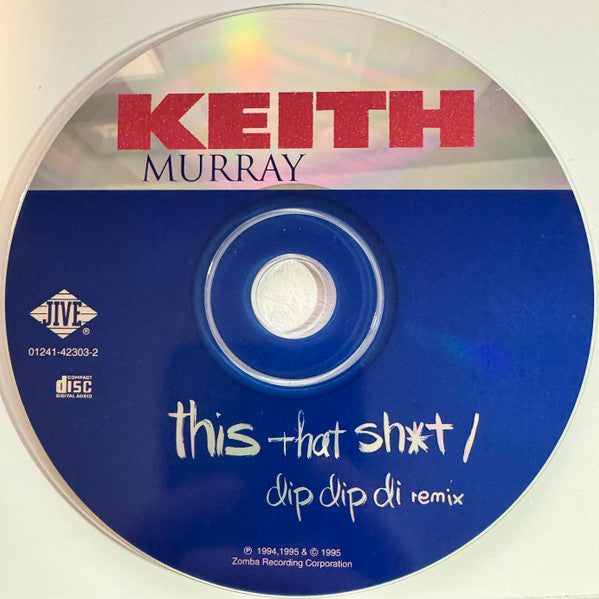 KEITH
MURRAY
JIVE
℗
01241-42303-2
COMPACT
disc
DIGITAL AUDIO
this that sh*t /
dip dip di remix
℗ 1994,1995 & © 1995
Zomba Recording Corporation